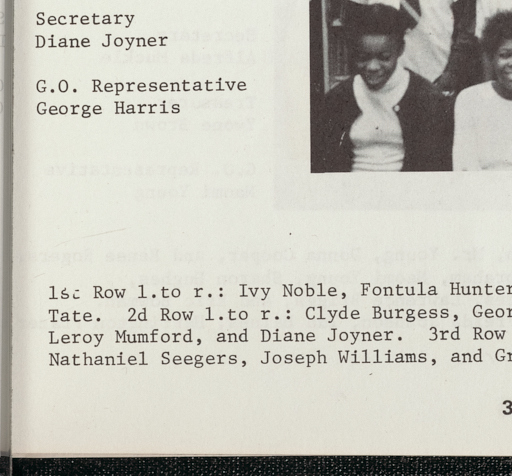 Secretary
Diane Joyner
G.O. Representative
George Harris
1sc Row l.to r.: Ivy Noble, Fontula Hunter
Tate. 2d Row l.to r.: Clyde Burgess, Geor
Leroy Mumford, and Diane Joyner. 3rd Row
Nathaniel Seegers, Joseph Williams, and Gr
3